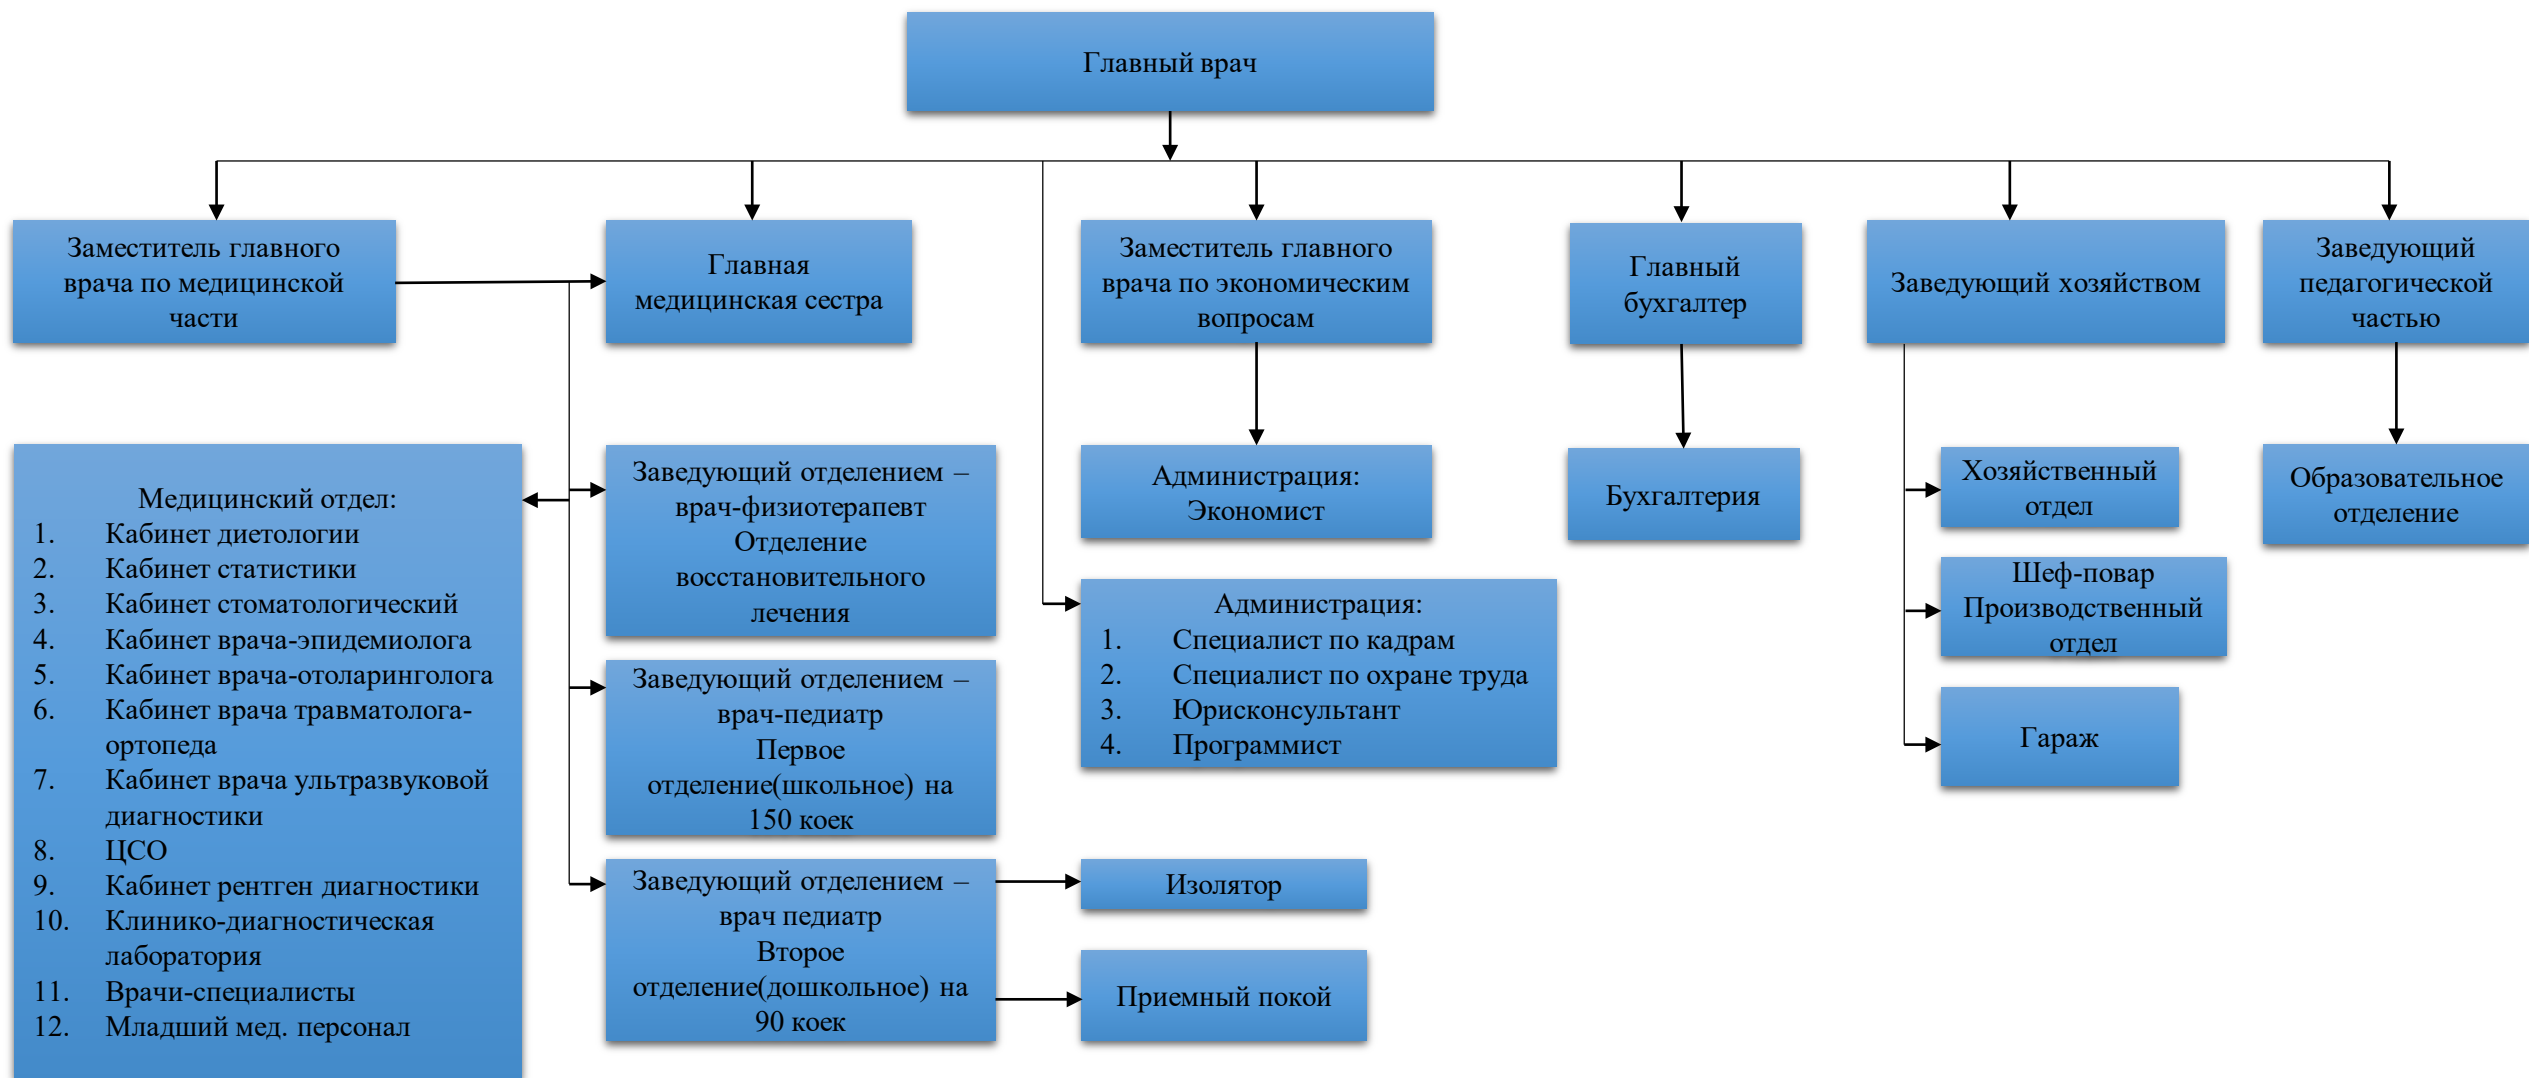 Главный врач
Заместитель главного
врача по медицинской
части
Главная
медицинская сестра
Заместитель главного
врача по экономическим
вопросам
Главный
бухгалтер
Заведующий хозяйством
Заведующий
педагогической
частью
Медицинский отдел:
1. Кабинет диетологии
2. Кабинет статистики
3. Кабинет стоматологический
4. Кабинет врача-эпидемиолога
5. Кабинет врача-отоларинголога
6. Кабинет врача травматолога-
ортопеда
7. Кабинет врача ультразвуковой
диагностики
8. ЦСО
9. Кабинет рентген диагностики
10. Клинико-диагностическая
лаборатория
11. Врачи-специалисты
12. Младший мед. персонал
Заведующий отделением –
врач-физиотерапевт
Отделение
восстановительного
лечения
Заведующий отделением –
врач-педиатр
Первое
отделение(школьное) на
150 коек
Заведующий отделением –
врач педиатр
Второе
отделение(дошкольное) на
90 коек
Администрация:
Экономист
Администрация:
1. Специалист по кадрам
2. Специалист по охране труда
3. Юрисконсультант
4. Программист
Изолятор
Приемный покой
Бухгалтерия
Хозяйственный
отдел
Шеф-повар
Производственный
отдел
Гараж
Образовательное
отделение